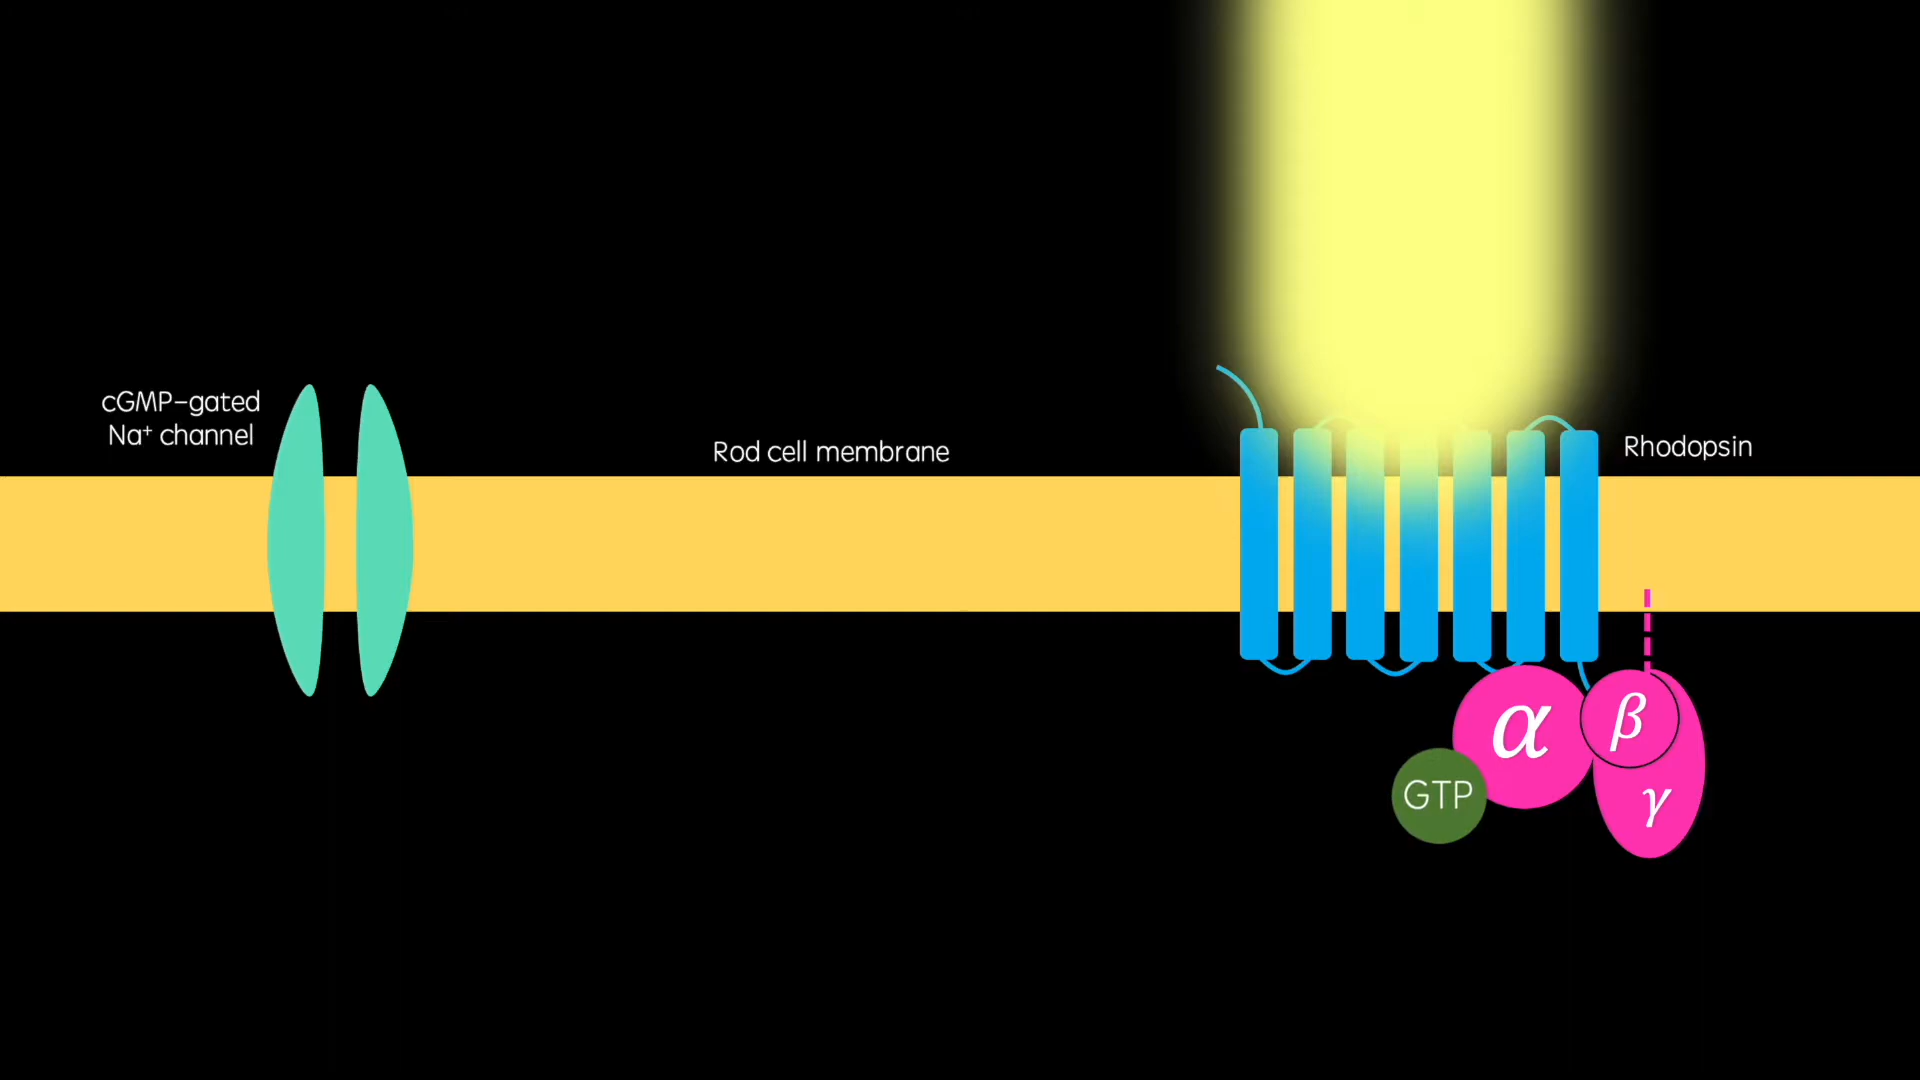 cGMP-gated
Na⁺ channel
Rod cell membrane
Rhodopsin
α
β
γ
GTP